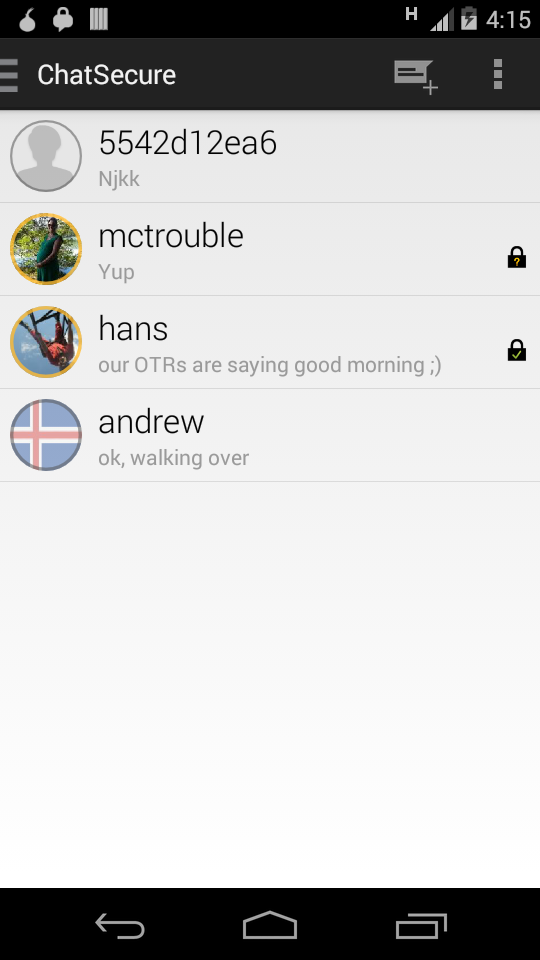 H 4:15
ChatSecure
5542d12ea6
Njkk
mctrouble
Yup
?
hans
our OTRs are saying good morning ;)
andrew
ok, walking over